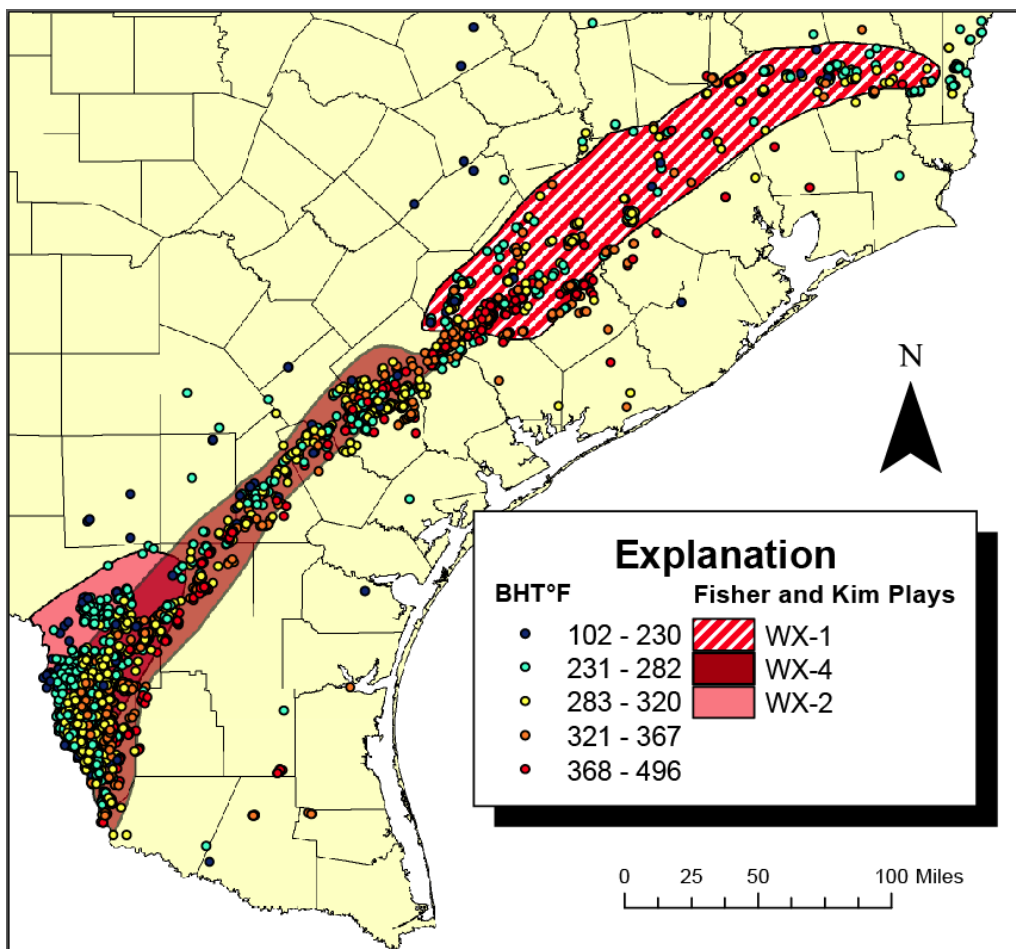 N
Explanation
BHT°F Fisher and Kim Plays
102 - 230 WX-1
231 - 282 WX-4
283 - 320 WX-2
321 - 367
368 - 496
0 25 50 100 Miles